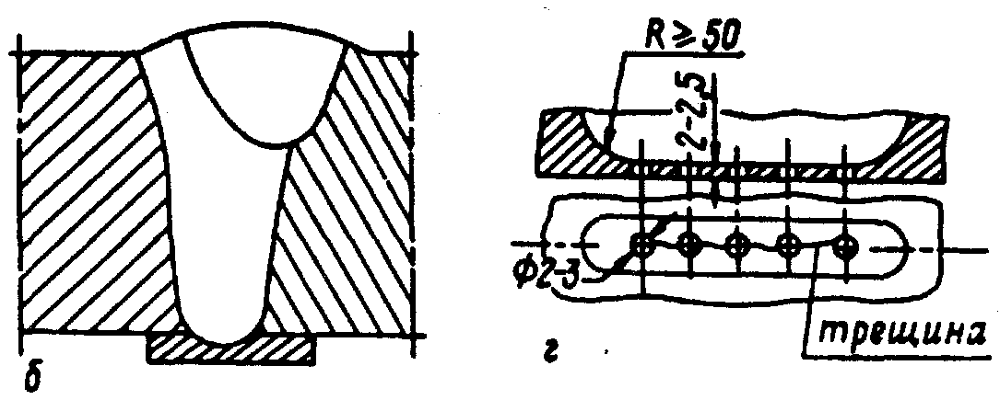 R ≥ 50
2-2,5
Ф2-3
трещина
б
г